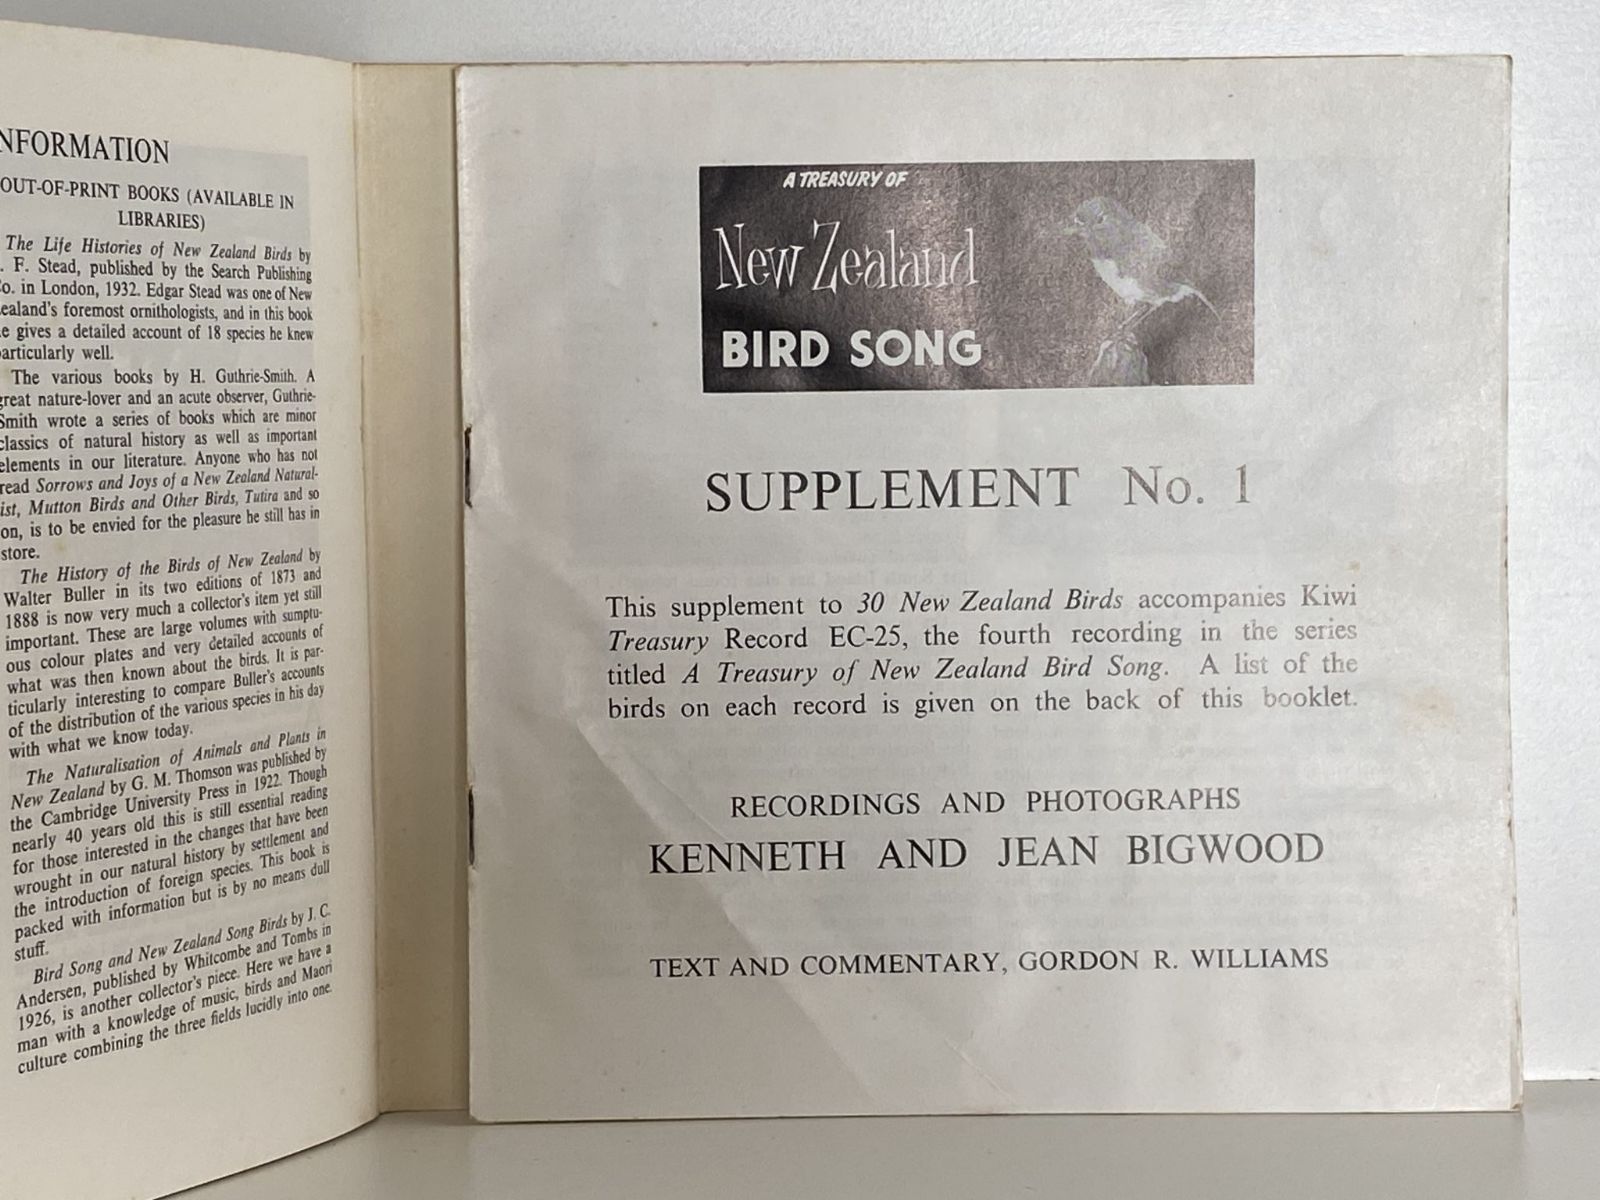 NFORMATION
OUT-OF-PRINT BOOKS (AVAILABLE IN
LIBRARIES)
The Life Histories of New Zealand Birds by
. F. Stead, published by the Search Publishing
Co. in London, 1932. Edgar Stead was one of New
ealand's foremost ornithologists, and in this book
e gives a detailed account of 18 species he knew
particularly well.
The various books by H. Guthrie-Smith. A
great nature-lover and an acute observer, Guthrie-
Smith wrote a series of books which are minor
classics of natural history as well as important
elements in our literature. Anyone who has not
read Sorrows and Joys of a New Zealand Natural-
ist, Mutton Birds and Other Birds, Tutira and so
on, is to be envied for the pleasure he still has in
store.
The History of the Birds of New Zealand by
Walter Buller in its two editions of 1873 and
1888 is now very much a collector's item yet still
important. These are large volumes with sumptu-
ous colour plates and very detailed accounts of
what was then known about the birds. It is par-
ticularly interesting to compare Buller's accounts
of the distribution of the various species in his day
with what we know today.
The Naturalisation of Animals and Plants in
New Zealand by G. M. Thomson was published by
the Cambridge University Press in 1922. Though
nearly 40 years old this is still essential reading
for those interested in the changes that have been
wrought in our natural history by settlement and
the introduction of foreign species. This book is
packed with information but is by no means dull
stuff.
Bird Song and New Zealand Song Birds by J. C.
Andersen, published by Whitcombe and Tombs in
1926, is another collector's piece. Here we have a
man with a knowledge of music, birds and Maori
culture combining the three fields lucidly into one.
A TREASURY OF
New Zealand
BIRD SONG
SUPPLEMENT No. 1
This supplement to 30 New Zealand Birds accompanies Kiwi
Treasury Record EC-25, the fourth recording in the series
titled A Treasury of New Zealand Bird Song. A list of the
birds on each record is given on the back of this booklet.
RECORDINGS AND PHOTOGRAPHS
KENNETH AND JEAN BIGWOOD
TEXT AND COMMENTARY, GORDON R. WILLIAMS